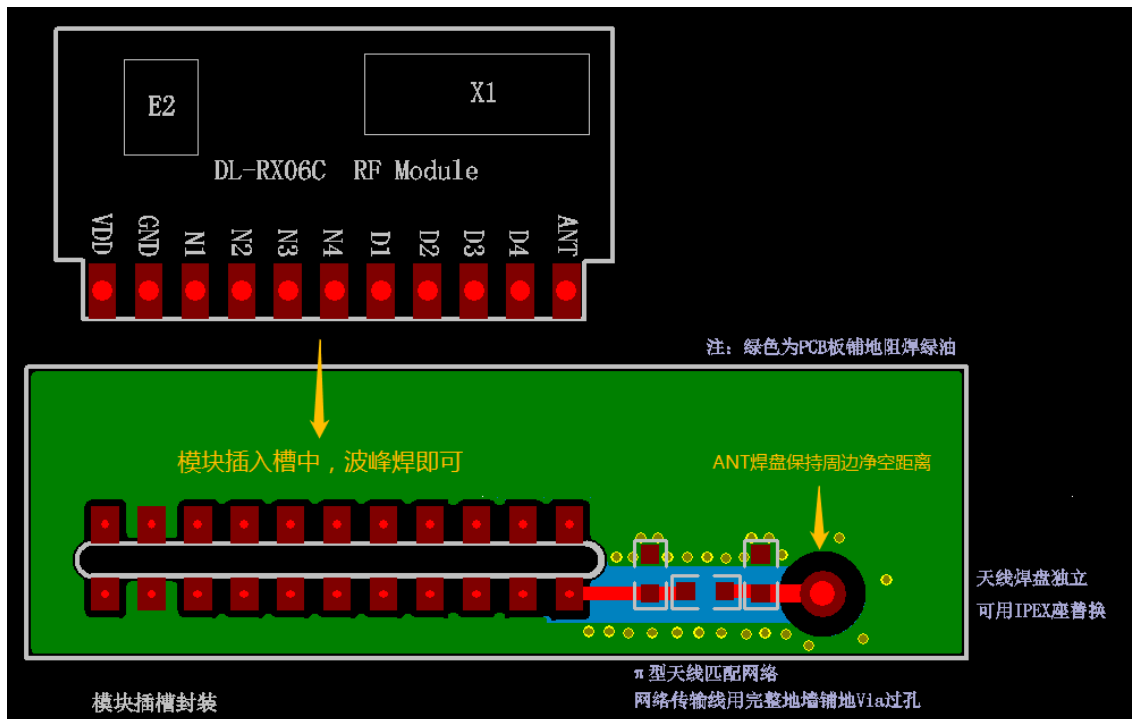 E2
X1
DL-RX06C RF Module
VDD GND N1 N2 N3 N4 D1 D2 D3 D4 ANT
注: 绿色为PCB板铺地阻焊绿油
模块插入槽中，波峰焊即可
ANT焊盘保持周边净空距离
天线焊盘独立
可用IPEX座替换
π型天线匹配网络
网络传输线用完整地墙铺地Via过孔
模块插槽封装